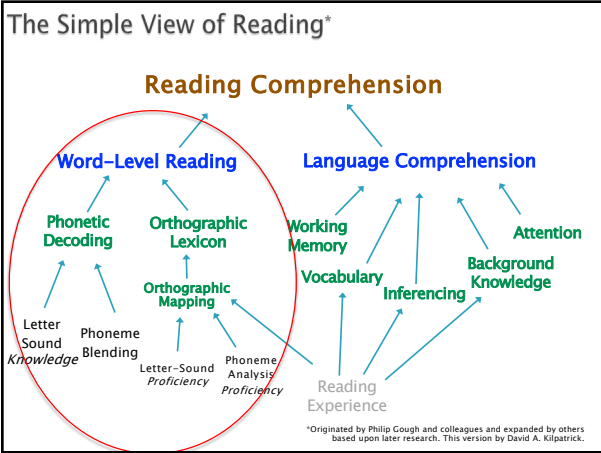 The Simple View of Reading*
Reading Comprehension
Word-Level Reading
Language Comprehension
Phonetic
Decoding
Orthographic
Lexicon
Working
Memory
Attention
Vocabulary
Inferencing
Background
Knowledge
Orthographic
Mapping
Letter
Sound
Knowledge
Phoneme
Blending
Letter-Sound
Proficiency
Phoneme
Analysis
Proficiency
Reading
Experience
*Originated by Philip Gough and colleagues and expanded by others
based upon later research. This version by David A. Kilpatrick.